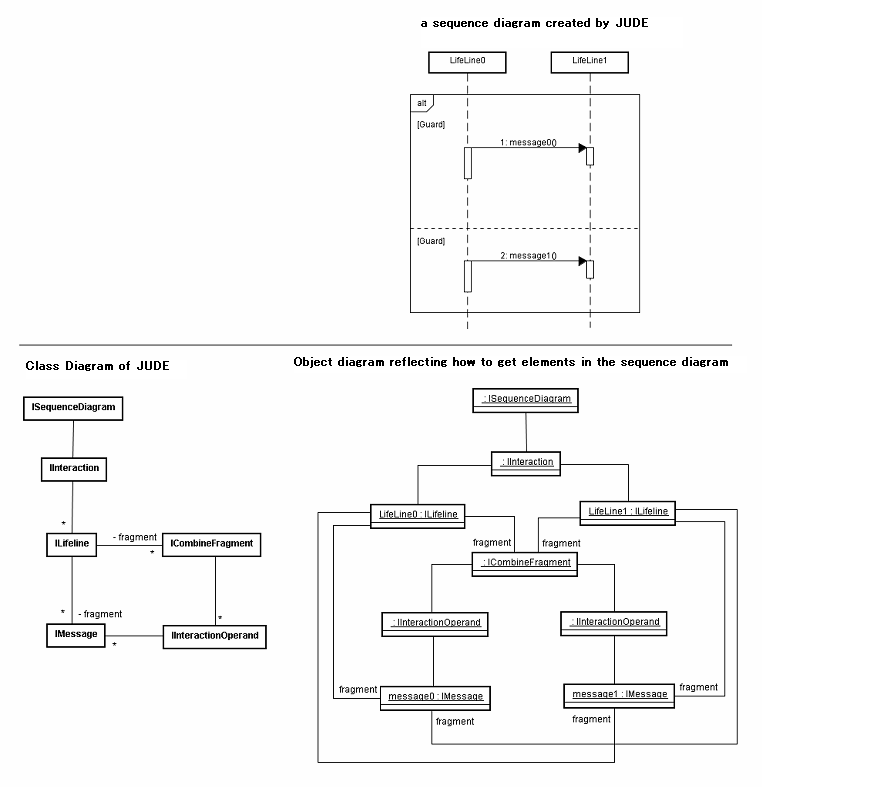 a sequence diagram created by JUDE
LifeLine0
LifeLine1
alt
[Guard]
1: message0()
[Guard]
2: message1()
Class Diagram of JUDE
ISequenceDiagram
IInteraction
*
ILifeline
- fragment
*
ICombineFragment
*
- fragment
*
IMessage
*
IInteractionOperand
Object diagram reflecting how to get elements in the sequence diagram
: ISequenceDiagram
: IInteraction
LifeLine0 : ILifeline
LifeLine1 : ILifeline
fragment
fragment
: ICombineFragment
: IInteractionOperand
: IInteractionOperand
fragment
message0 : IMessage
fragment
message1 : IMessage
fragment
fragment